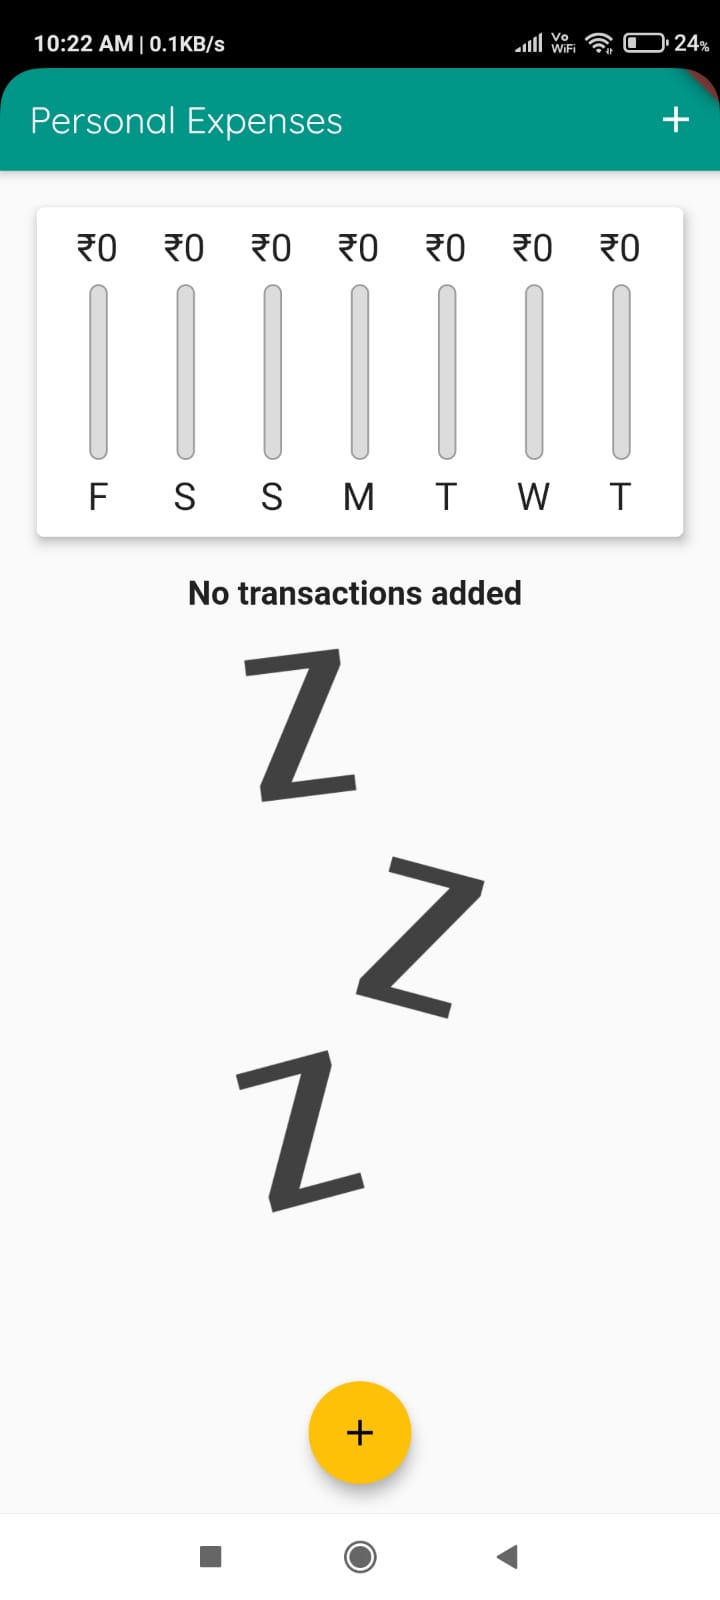 10:22 AM | 0.1KB/s Vo WiFi 24%
Personal Expenses +
₹0 ₹0 ₹0 ₹0 ₹0 ₹0 ₹0
F S S M T W T
No transactions added
Z
Z
Z
+